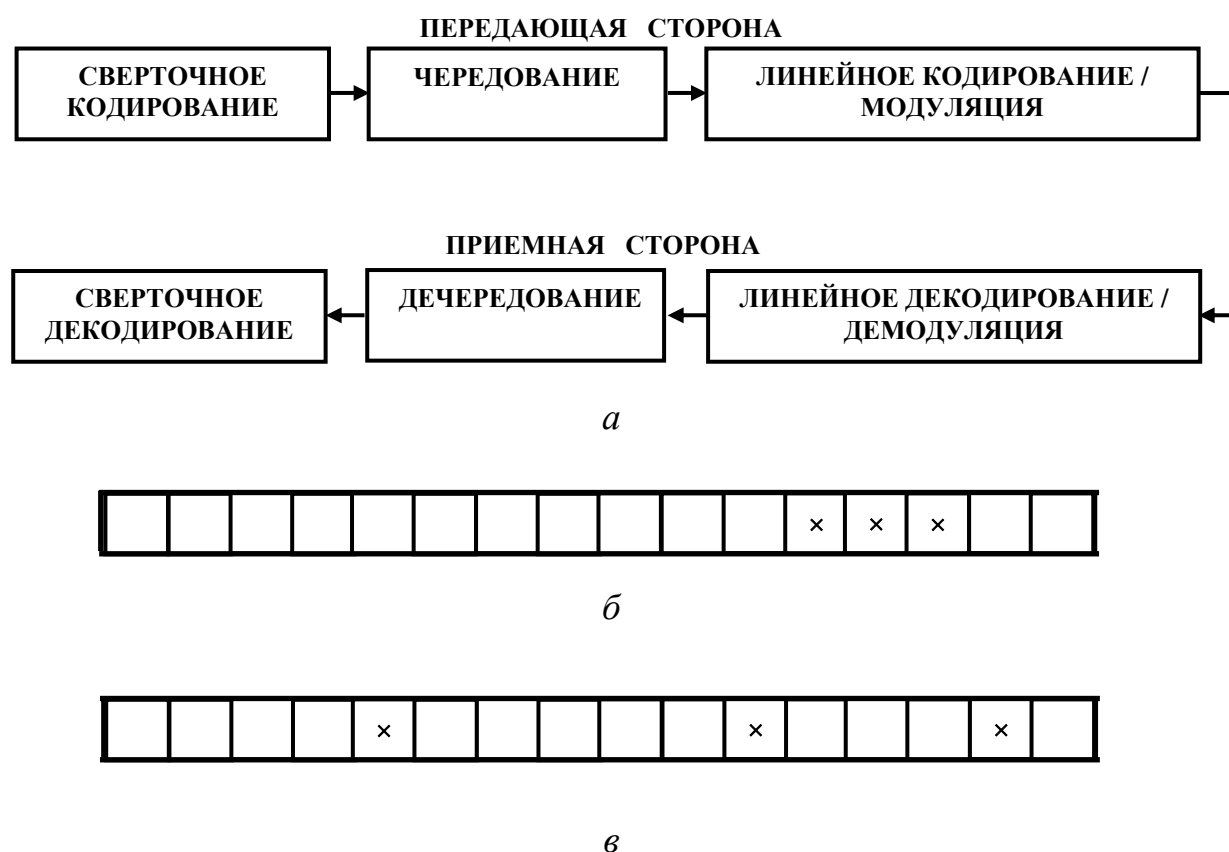 ПЕРЕДАЮЩАЯ СТОРОНА
СВЕРТОЧНОЕ
КОДИРОВАНИЕ
ЧЕРЕДОВАНИЕ
ЛИНЕЙНОЕ КОДИРОВАНИЕ /
МОДУЛЯЦИЯ
ПРИЕМНАЯ СТОРОНА
СВЕРТОЧНОЕ
ДЕКОДИРОВАНИЕ
ДЕЧЕРЕДОВАНИЕ
ЛИНЕЙНОЕ ДЕКОДИРОВАНИЕ /
ДЕМОДУЛЯЦИЯ
а
× × ×
б
× × ×
в